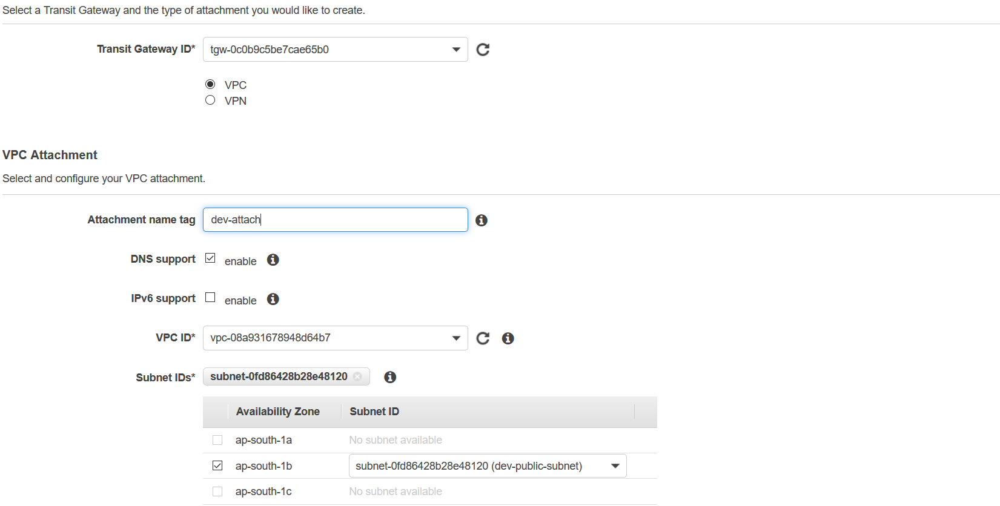 Select a Transit Gateway and the type of attachment you would like to create.
Transit Gateway ID* tgw-0c0b9c5be7cae65b0
VPC
VPN
VPC Attachment
Select and configure your VPC attachment.
Attachment name tag dev-attach
DNS support enable
IPv6 support enable
VPC ID* vpc-08a931678948d64b7
Subnet IDs* subnet-0fd86428b28e48120
Availability Zone Subnet ID
ap-south-1a No subnet available
ap-south-1b subnet-0fd86428b28e48120 (dev-public-subnet)
ap-south-1c No subnet available